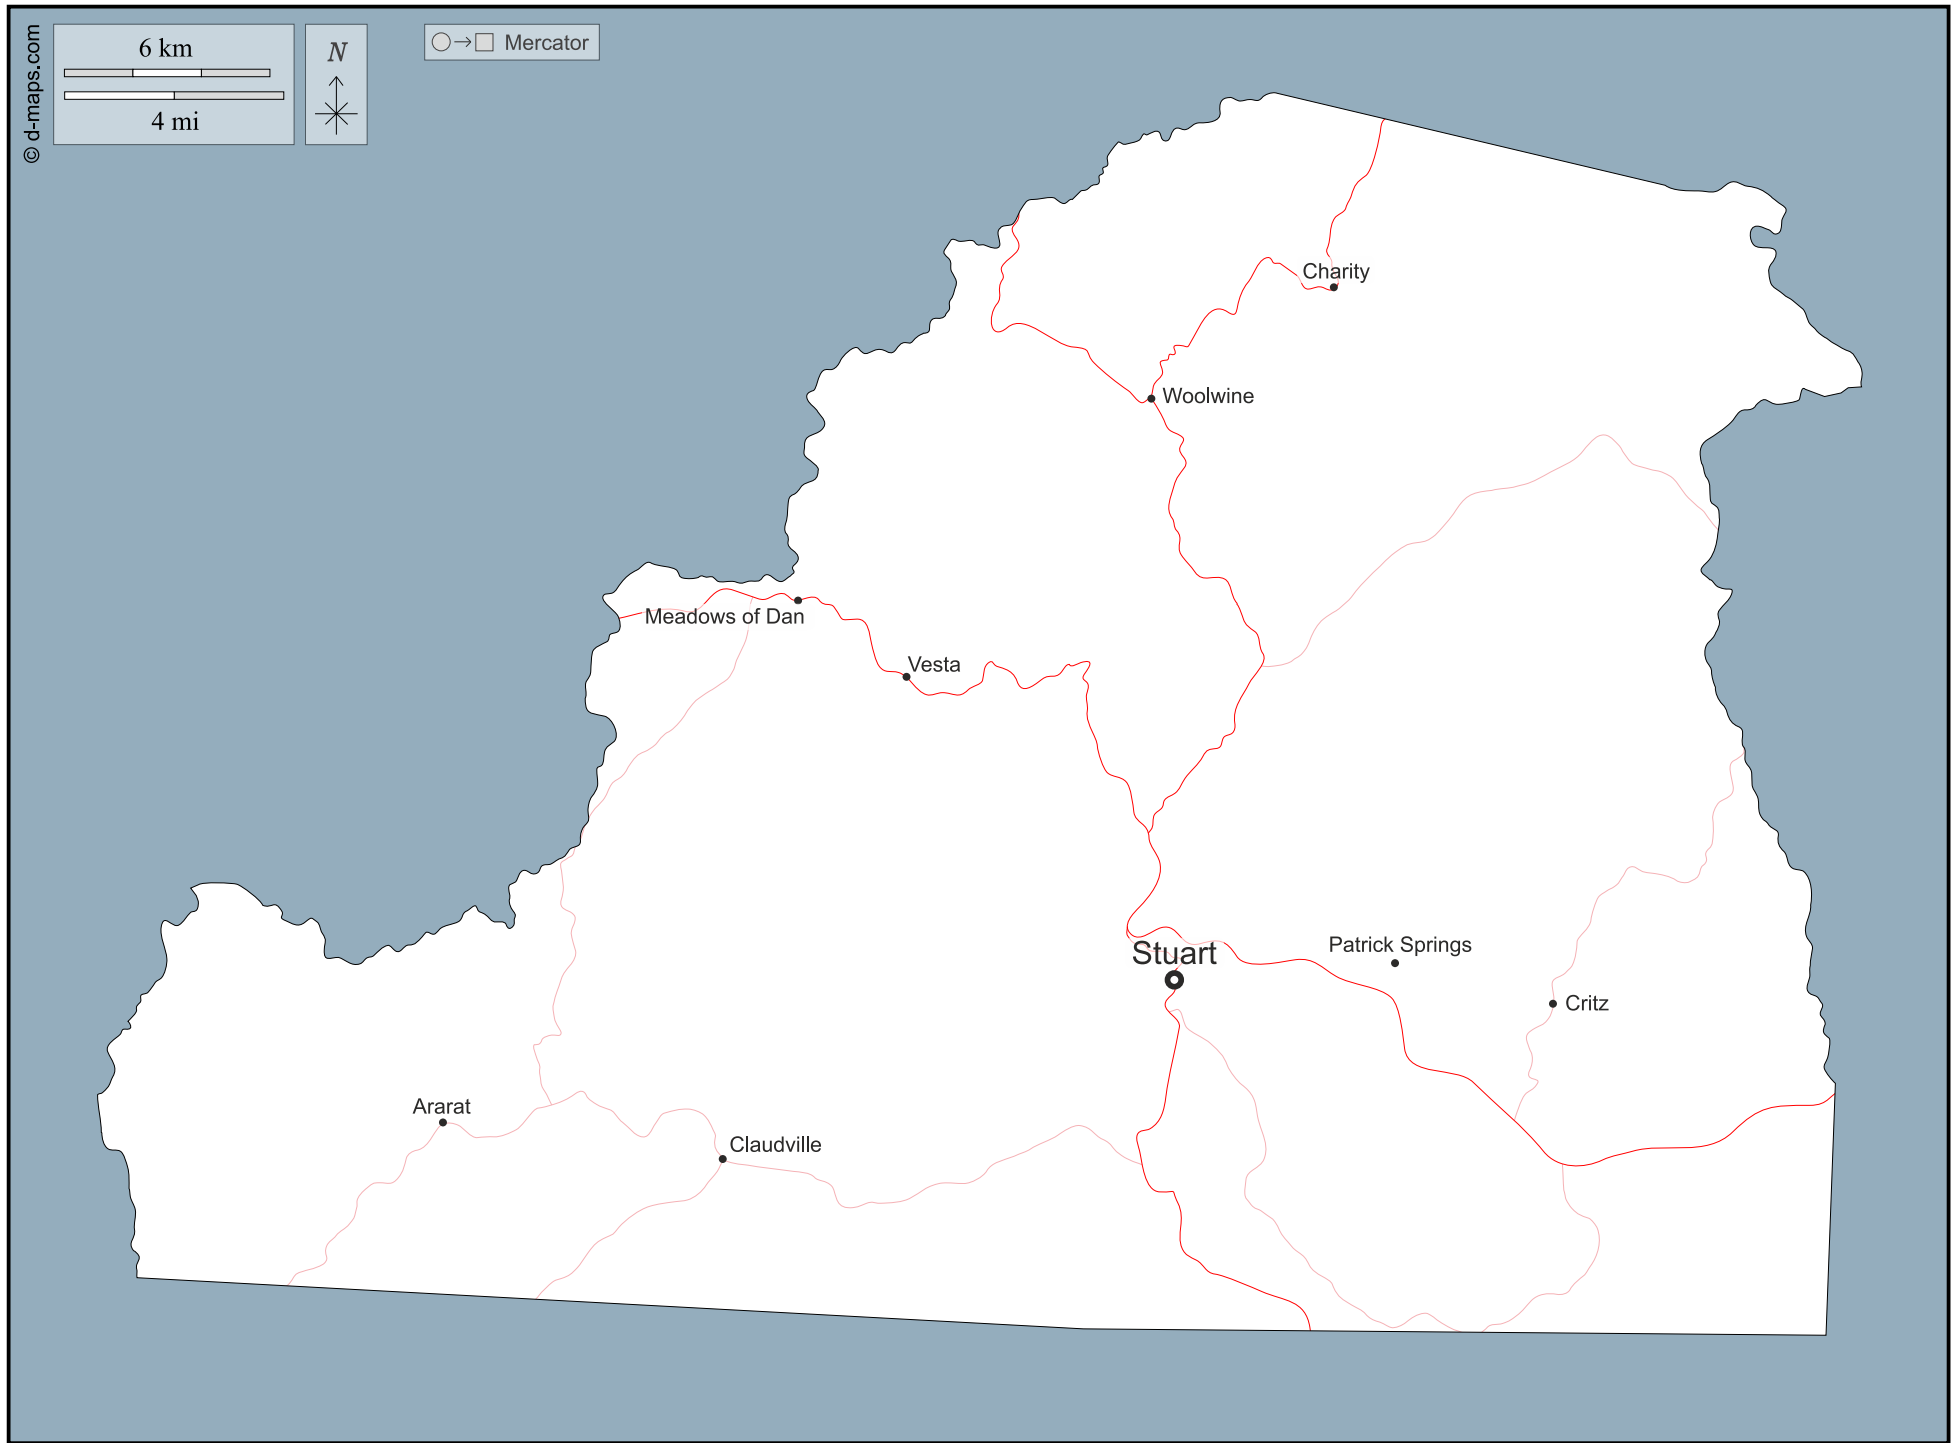 © d-maps.com
6 km
4 mi
N
Mercator
Charity
Woolwine
Meadows of Dan
Vesta
Patrick Springs
Stuart
Critz
Ararat
Claudville